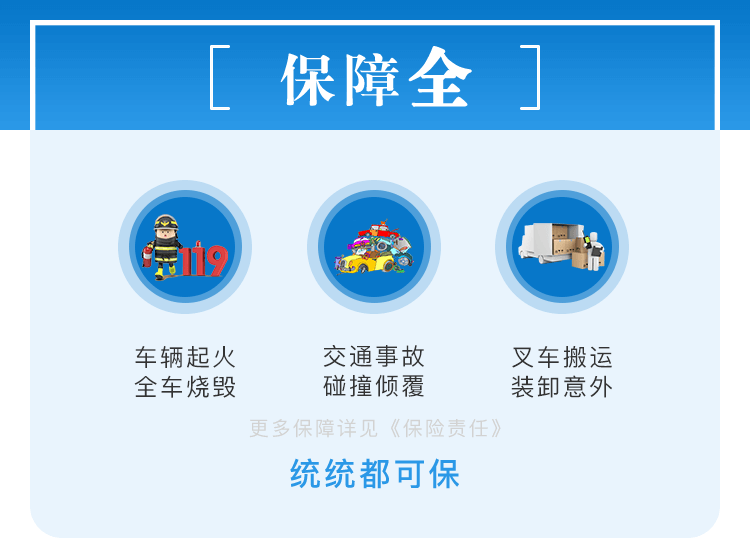 保障全
119
车辆起火
全车烧毁
交通事故
碰撞倾覆
叉车搬运
装卸意外
更多保障详见《保险责任》
统统都可保